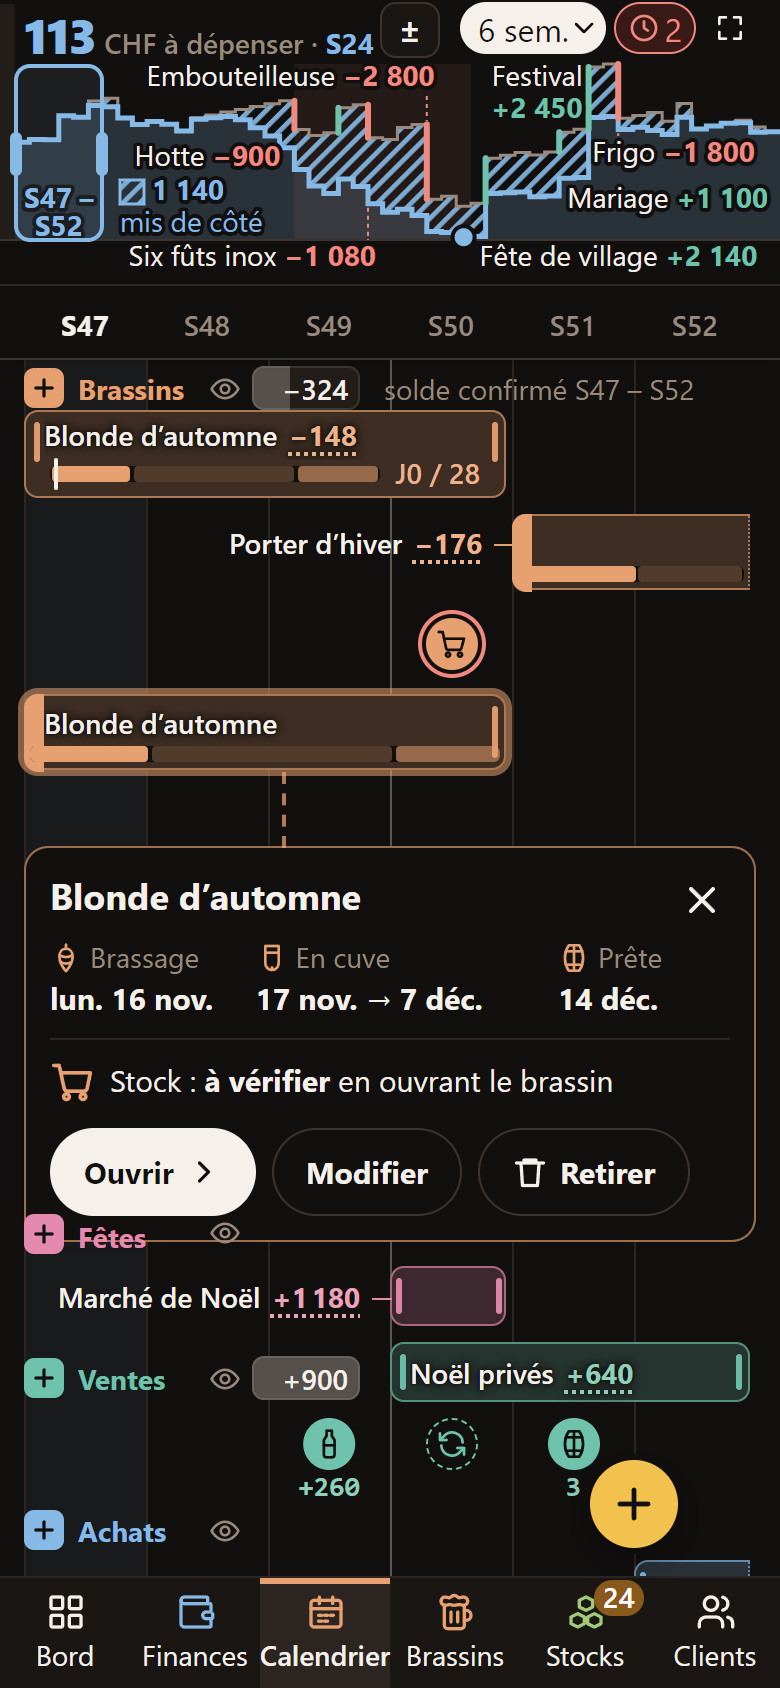 113 CHF à dépenser · S24
±
6 sem.
2
Embouteilleuse −2 800
Festival
+2 450
Hotte −900
Frigo −1 800
S47 –
S52
1 140
mis de côté
Mariage +1 100
Six fûts inox −1 080
Fête de village +2 140
S47 S48 S49 S50 S51 S52
Brassins
−324
solde confirmé S47 – S52
Blonde d’automne −148
J0 / 28
Porter d’hiver −176
Blonde d’automne
Blonde d’automne
Brassage
En cuve
Prête
lun. 16 nov.
17 nov. → 7 déc.
14 déc.
Stock : à vérifier en ouvrant le brassin
Ouvrir
Modifier
Retirer
Fêtes
Marché de Noël +1 180
Ventes
+900
Noël privés +640
+260
3
Achats
24
Bord
Finances
Calendrier
Brassins
Stocks
Clients